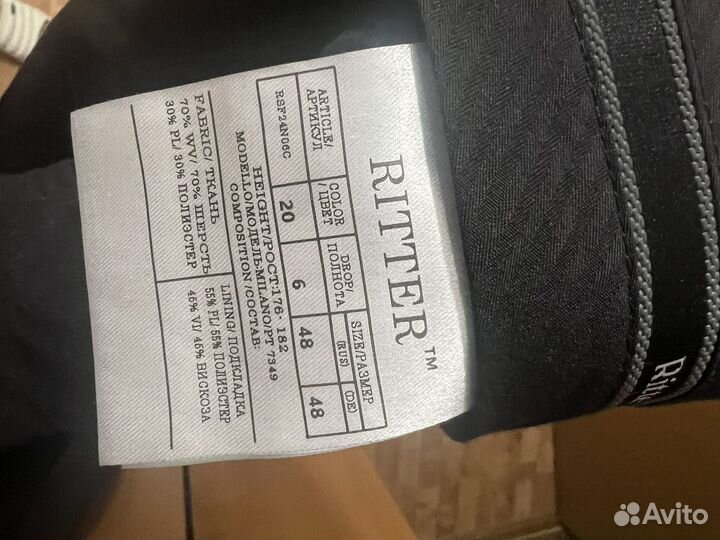 RITTER™
ARTICLE/ COLOR DROP/ SIZE/РАЗМЕР
АРТИКУЛ /ЦВЕТ ПОЛНОТА (RUS) (DE)
RSF24N06C 20 6 48 48
HEIGHT/РОСТ:176- 182
MODELLO/МОДЕЛЬ:MILANO/PT 7349
COMPOSITION /СОСТАВ:
FABRIC/ ТКАНЬ
70% WV/ 70% ШЕРСТЬ
30% PL/ 30% ПОЛИЭСТЕР
LINING/ ПОДКЛАДКА
55% PL/ 55% ПОЛИЭСТЕР
45% VI/ 45% ВИСКОЗА
Avito